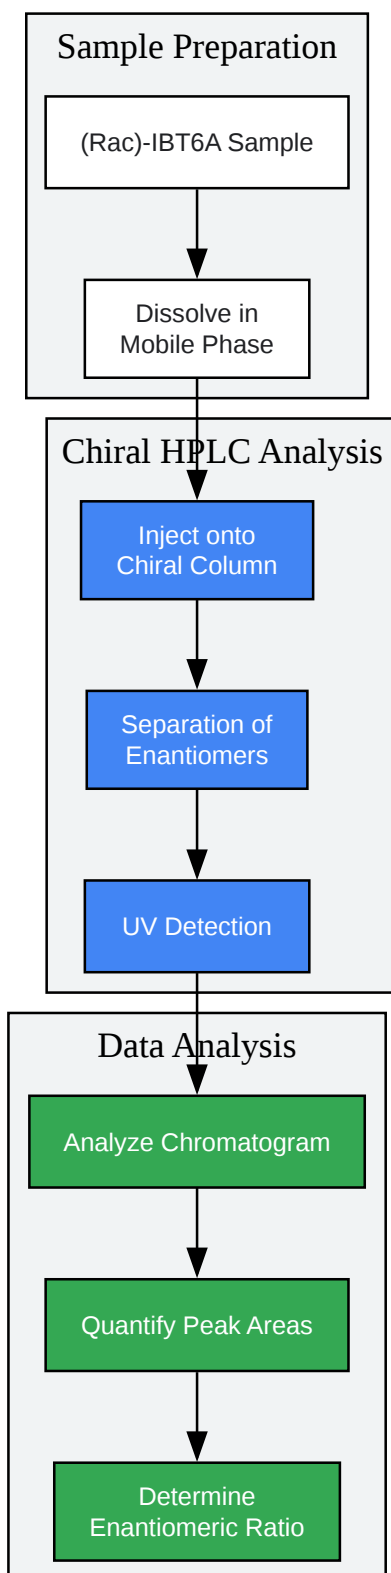 Sample Preparation
(Rac)-IBT6A Sample
Dissolve in
Mobile Phase
Chiral HPLC Analysis
Inject onto
Chiral Column
Separation of
Enantiomers
UV Detection
Data Analysis
Analyze Chromatogram
Quantify Peak Areas
Determine
Enantiomeric Ratio